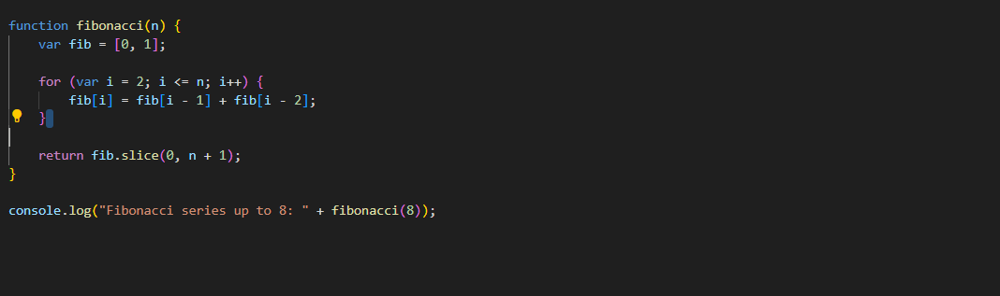 function fibonacci(n) {
    var fib = [0, 1];

    for (var i = 2; i <= n; i++) {
        fib[i] = fib[i - 1] + fib[i - 2];
    }

    return fib.slice(0, n + 1);
}

console.log("Fibonacci series up to 8: " + fibonacci(8));